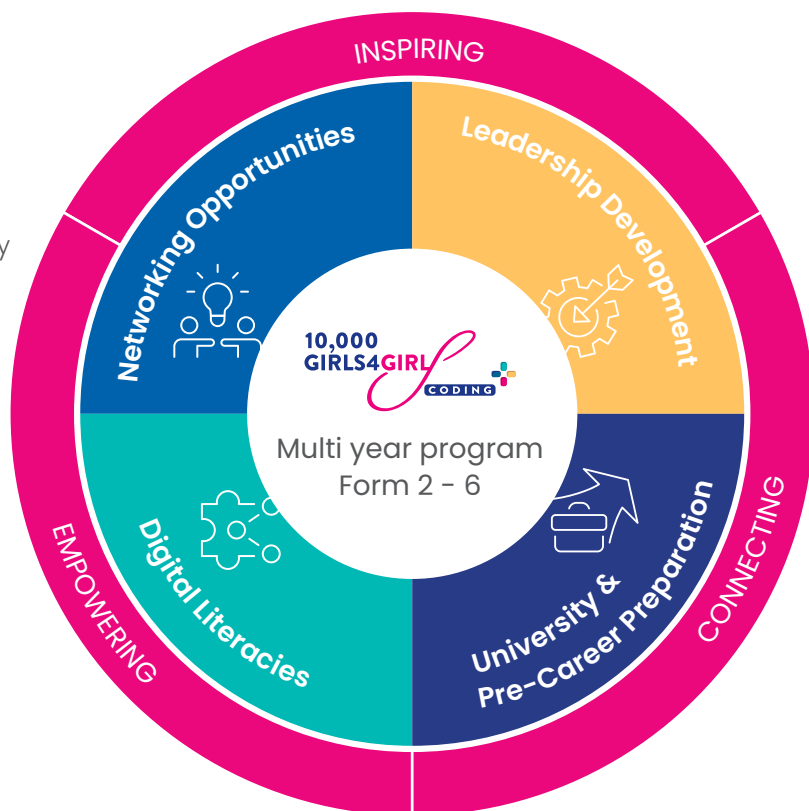 INSPIRING
Networking Opportunities
Leadership Development
y
10,000
GIRLS4GIRLS
CODING
Multi year program
Form 2 - 6
EMPOWERING
Digital Literacies
University &
Pre-Career Preparation
CONNECTING